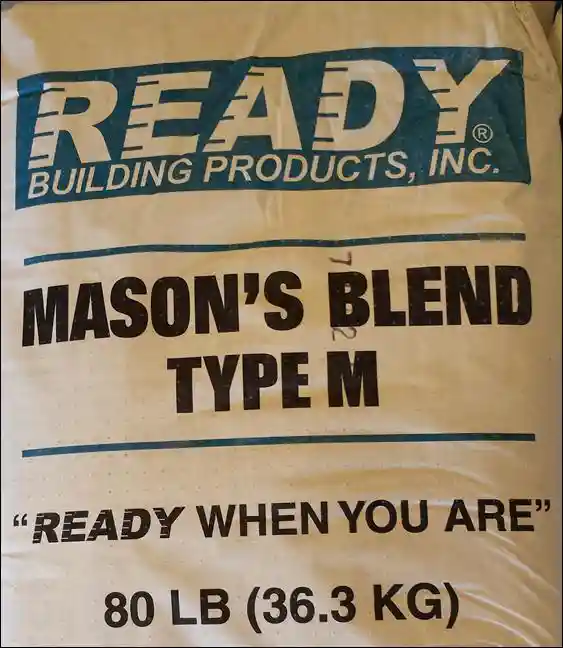 READY®
BUILDING PRODUCTS, INC.
MASON'S BLEND
TYPE M
"READY WHEN YOU ARE"
80 LB (36.3 KG)